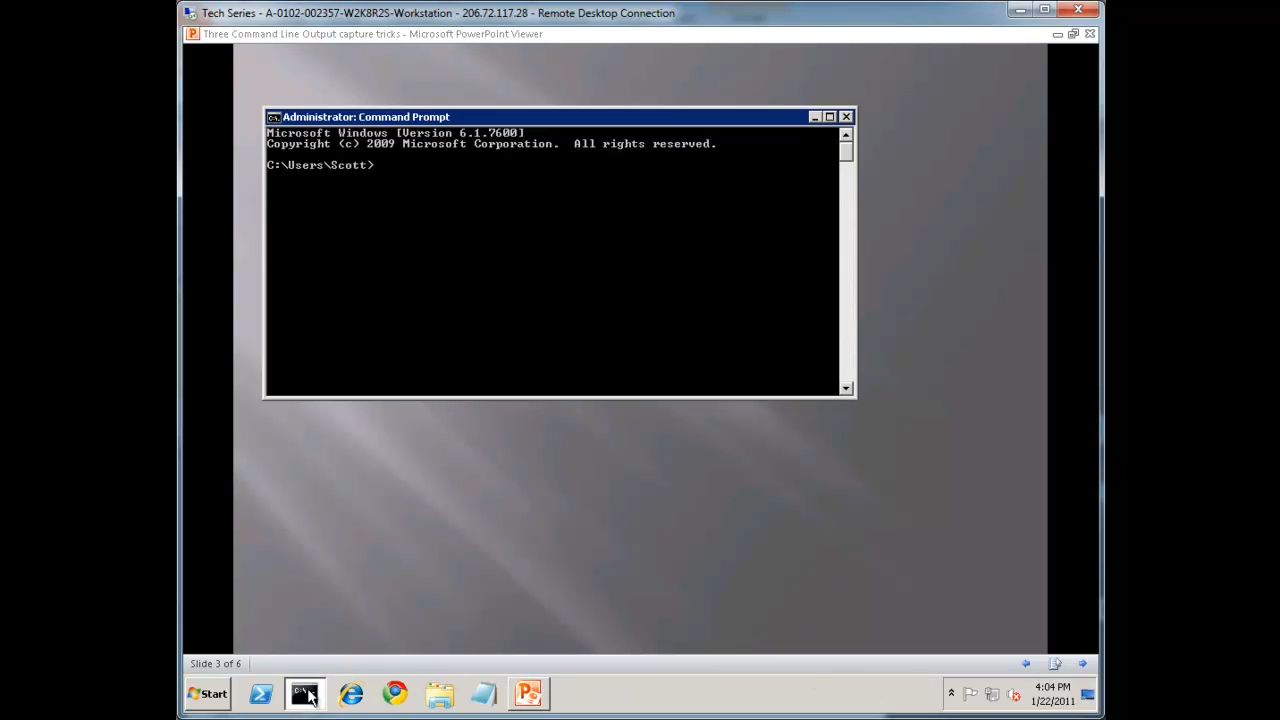 Tech Series - A-0102-002357-W2K8R2S-Workstation - 206.72.117.28 - Remote Desktop Connection
Three Command Line Output capture tricks - Microsoft PowerPoint Viewer
Administrator: Command Prompt
Microsoft Windows [Version 6.1.7600]
Copyright (c) 2009 Microsoft Corporation.  All rights reserved.
C:\Users\Scott>
Slide 3 of 6
Start
4:04 PM
1/22/2011